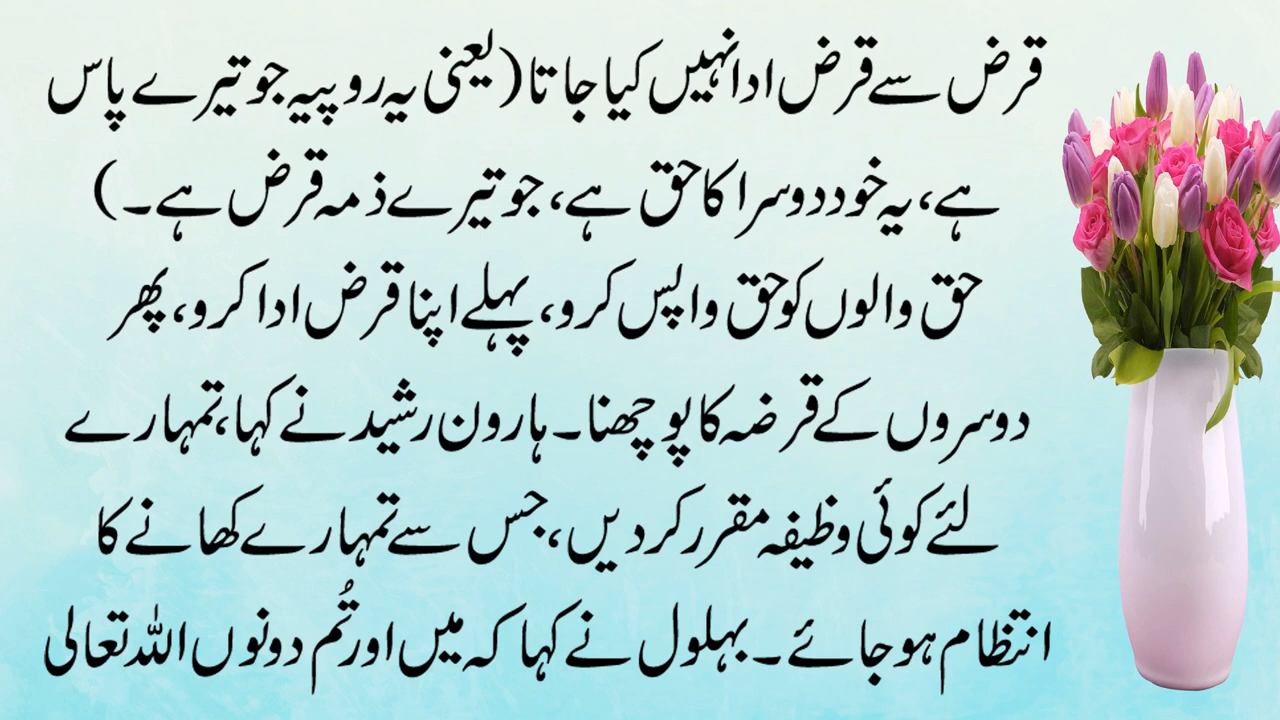 قرض سے قرض ادا نہیں کیا جاتا (یعنی یہ روپیہ جو تیرے پاس
ہے، یہ خود دوسرا کا حق ہے، جو تیرے ذمہ قرض ہے۔)
حق والوں کو حق واپس کرو، پہلے اپنا قرض ادا کرو، پھر
دوسروں کے قرضہ کا پوچھنا۔ ہارون رشید نے کہا، تمہارے
لئے کوئی وظیفہ مقرر کر دیں، جس سے تمہارے کھانے کا
انتظام ہو جائے۔ بہلول نے کہا کہ میں اور تُم دونوں اللہ تعالی